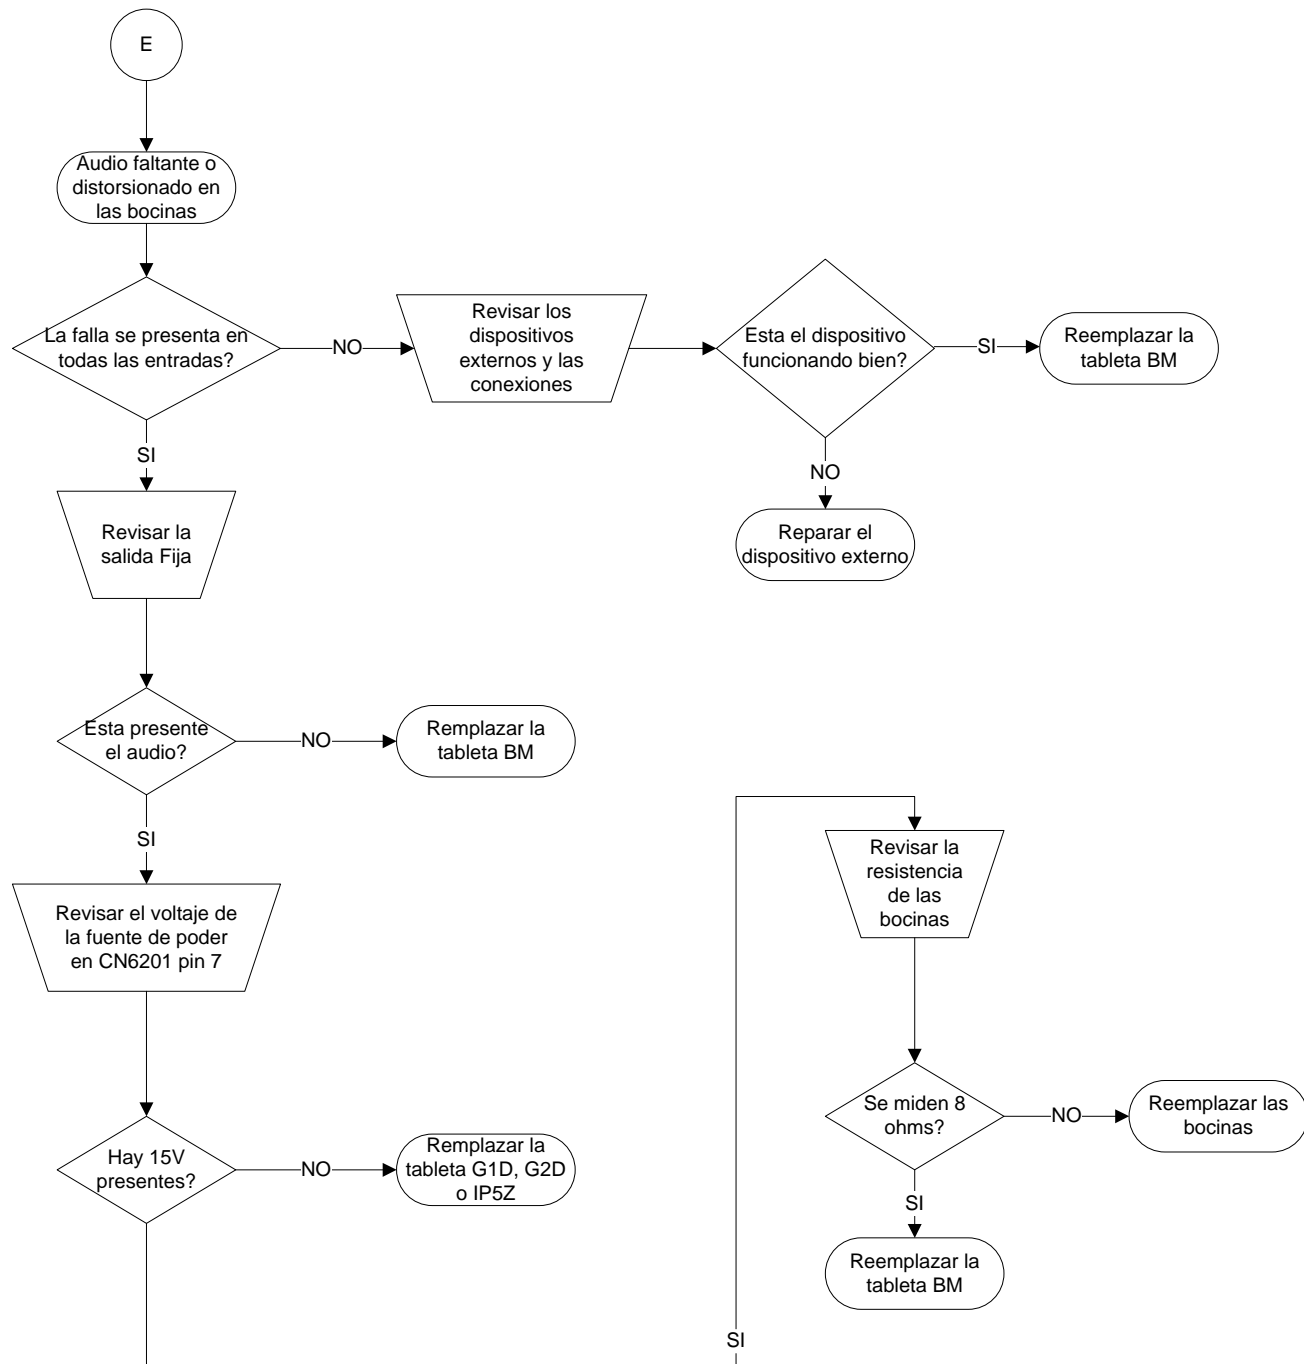 E
Audio faltante o
distorsionado en
las bocinas
La falla se presenta en
todas las entradas?
NO
Revisar los
dispositivos
externos y las
conexiones
Esta el dispositivo
funcionando bien?
SI
Reemplazar la
tableta BM
NO
Reparar el
dispositivo externo
SI
Revisar la
salida Fija
Esta presente
el audio?
NO
Remplazar la
tableta BM
SI
Revisar el voltaje de
la fuente de poder
en CN6201 pin 7
Hay 15V
presentes?
NO
Remplazar la
tableta G1D, G2D
o IP5Z
SI
Revisar la
resistencia
de las
bocinas
Se miden 8
ohms?
NO
Reemplazar las
bocinas
SI
Reemplazar la
tableta BM